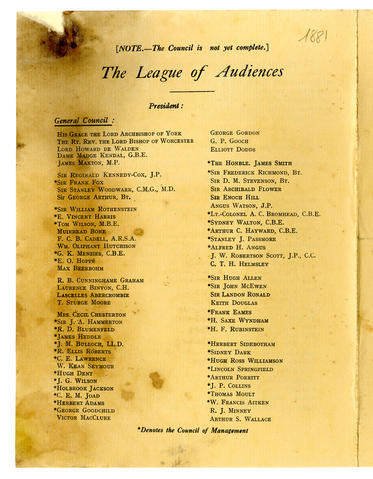 1881
[NOTE.—The Council is not yet complete.]
The League of Audiences
President :
General Council :
His Grace the Lord Archbishop of York
The Rt. Rev. the Lord Bishop of Worcester
Lord Howard de Walden
Dame Madge Kendal, G.B.E.
James Maxton, M.P.
Sir Reginald Kennedy-Cox, J.P.
*Sir Frank Fox
Sir Stanley Woodwark, C.M.G., M.D.
Sir George Arthur, Bt.
*Sir William Rothenstein
*E. Vincent Harris
*Tom Wilson, M.B.E.
Muirhead Bone
F. C. B. Cadell, A.R.S.A.
Wm. Oliphant Hutchison
*G. K. Menzies, C.B.E.
*E. O. Hoppé
Max Beerbohm
R. B. Cunninghame Graham
Laurence Binyon, C.H.
Lascelles Abercrombie
T. Sturge Moore
Mrs. Cecil Chesterton
*Sir J. A. Hammerton
*R. D. Blumenfeld
*James Heddle
*J. M. Bulloch, LL.D.
*R. Ellis Roberts
*C. E. Lawrence
W. Kean Seymour
*Hugh Dent
*J. G. Wilson
*Holbrook Jackson
*C. E. M. Joad
*Herbert Adams
*George Goodchild
Victor MacClure
George Gordon
G. P. Gooch
Elliott Dodds
*The Honble. James Smith
*Sir Frederick Richmond, Bt.
Sir D. M. Stevenson, Bt.
Sir Archibald Flower
Sir Enoch Hill
Angus Watson, J.P.
*Lt.-Colonel A. C. Bromhead, C.B.E.
*Sydney Walton, C.B.E.
*Arthur C. Hayward, C.B.E.
*Stanley J. Passmore
*Alfred H. Angus
J. W. Robertson Scott, J.P., C.C.
C. T. H. Helmsley
*Sir Hugh Allen
*Sir John McEwen
Sir Landon Ronald
Keith Douglas
*Frank Eames
*H. Saxe Wyndham
*H. F. Rubinstein
*Herbert Sidebotham
*Sidney Dark
*Hugh Ross Williamson
*Lincoln Springfield
*Arthur Porritt
*J. P. Collins
*Thomas Moult
*W. Francis Aitken
R. J. Minney
Arthur S. Wallace
*Denotes the Council of Management